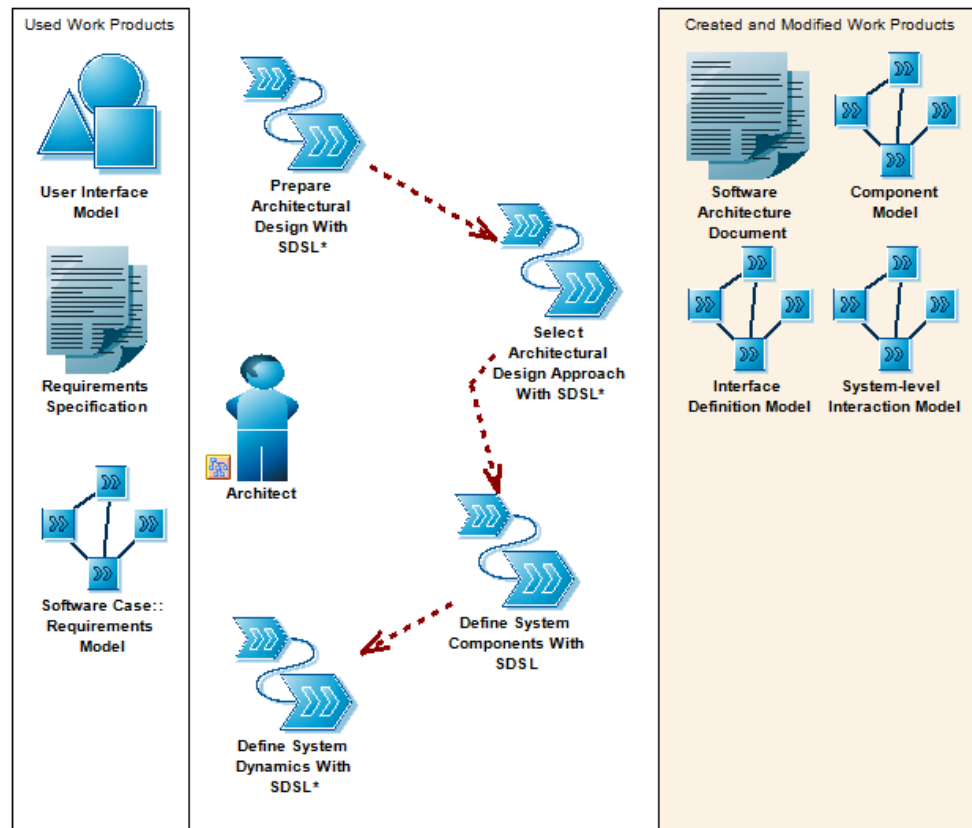 Used Work Products
User Interface
Model
Requirements
Specification
Software Case::
Requirements
Model
Prepare
Architectural
Design With
SDSL*
Select
Architectural
Design Approach
With SDSL*
Architect
Define System
Components With
SDSL
Define System
Dynamics With
SDSL*
Created and Modified Work Products
Software
Architecture
Document
Component
Model
Interface
Definition Model
System-level
Interaction Model